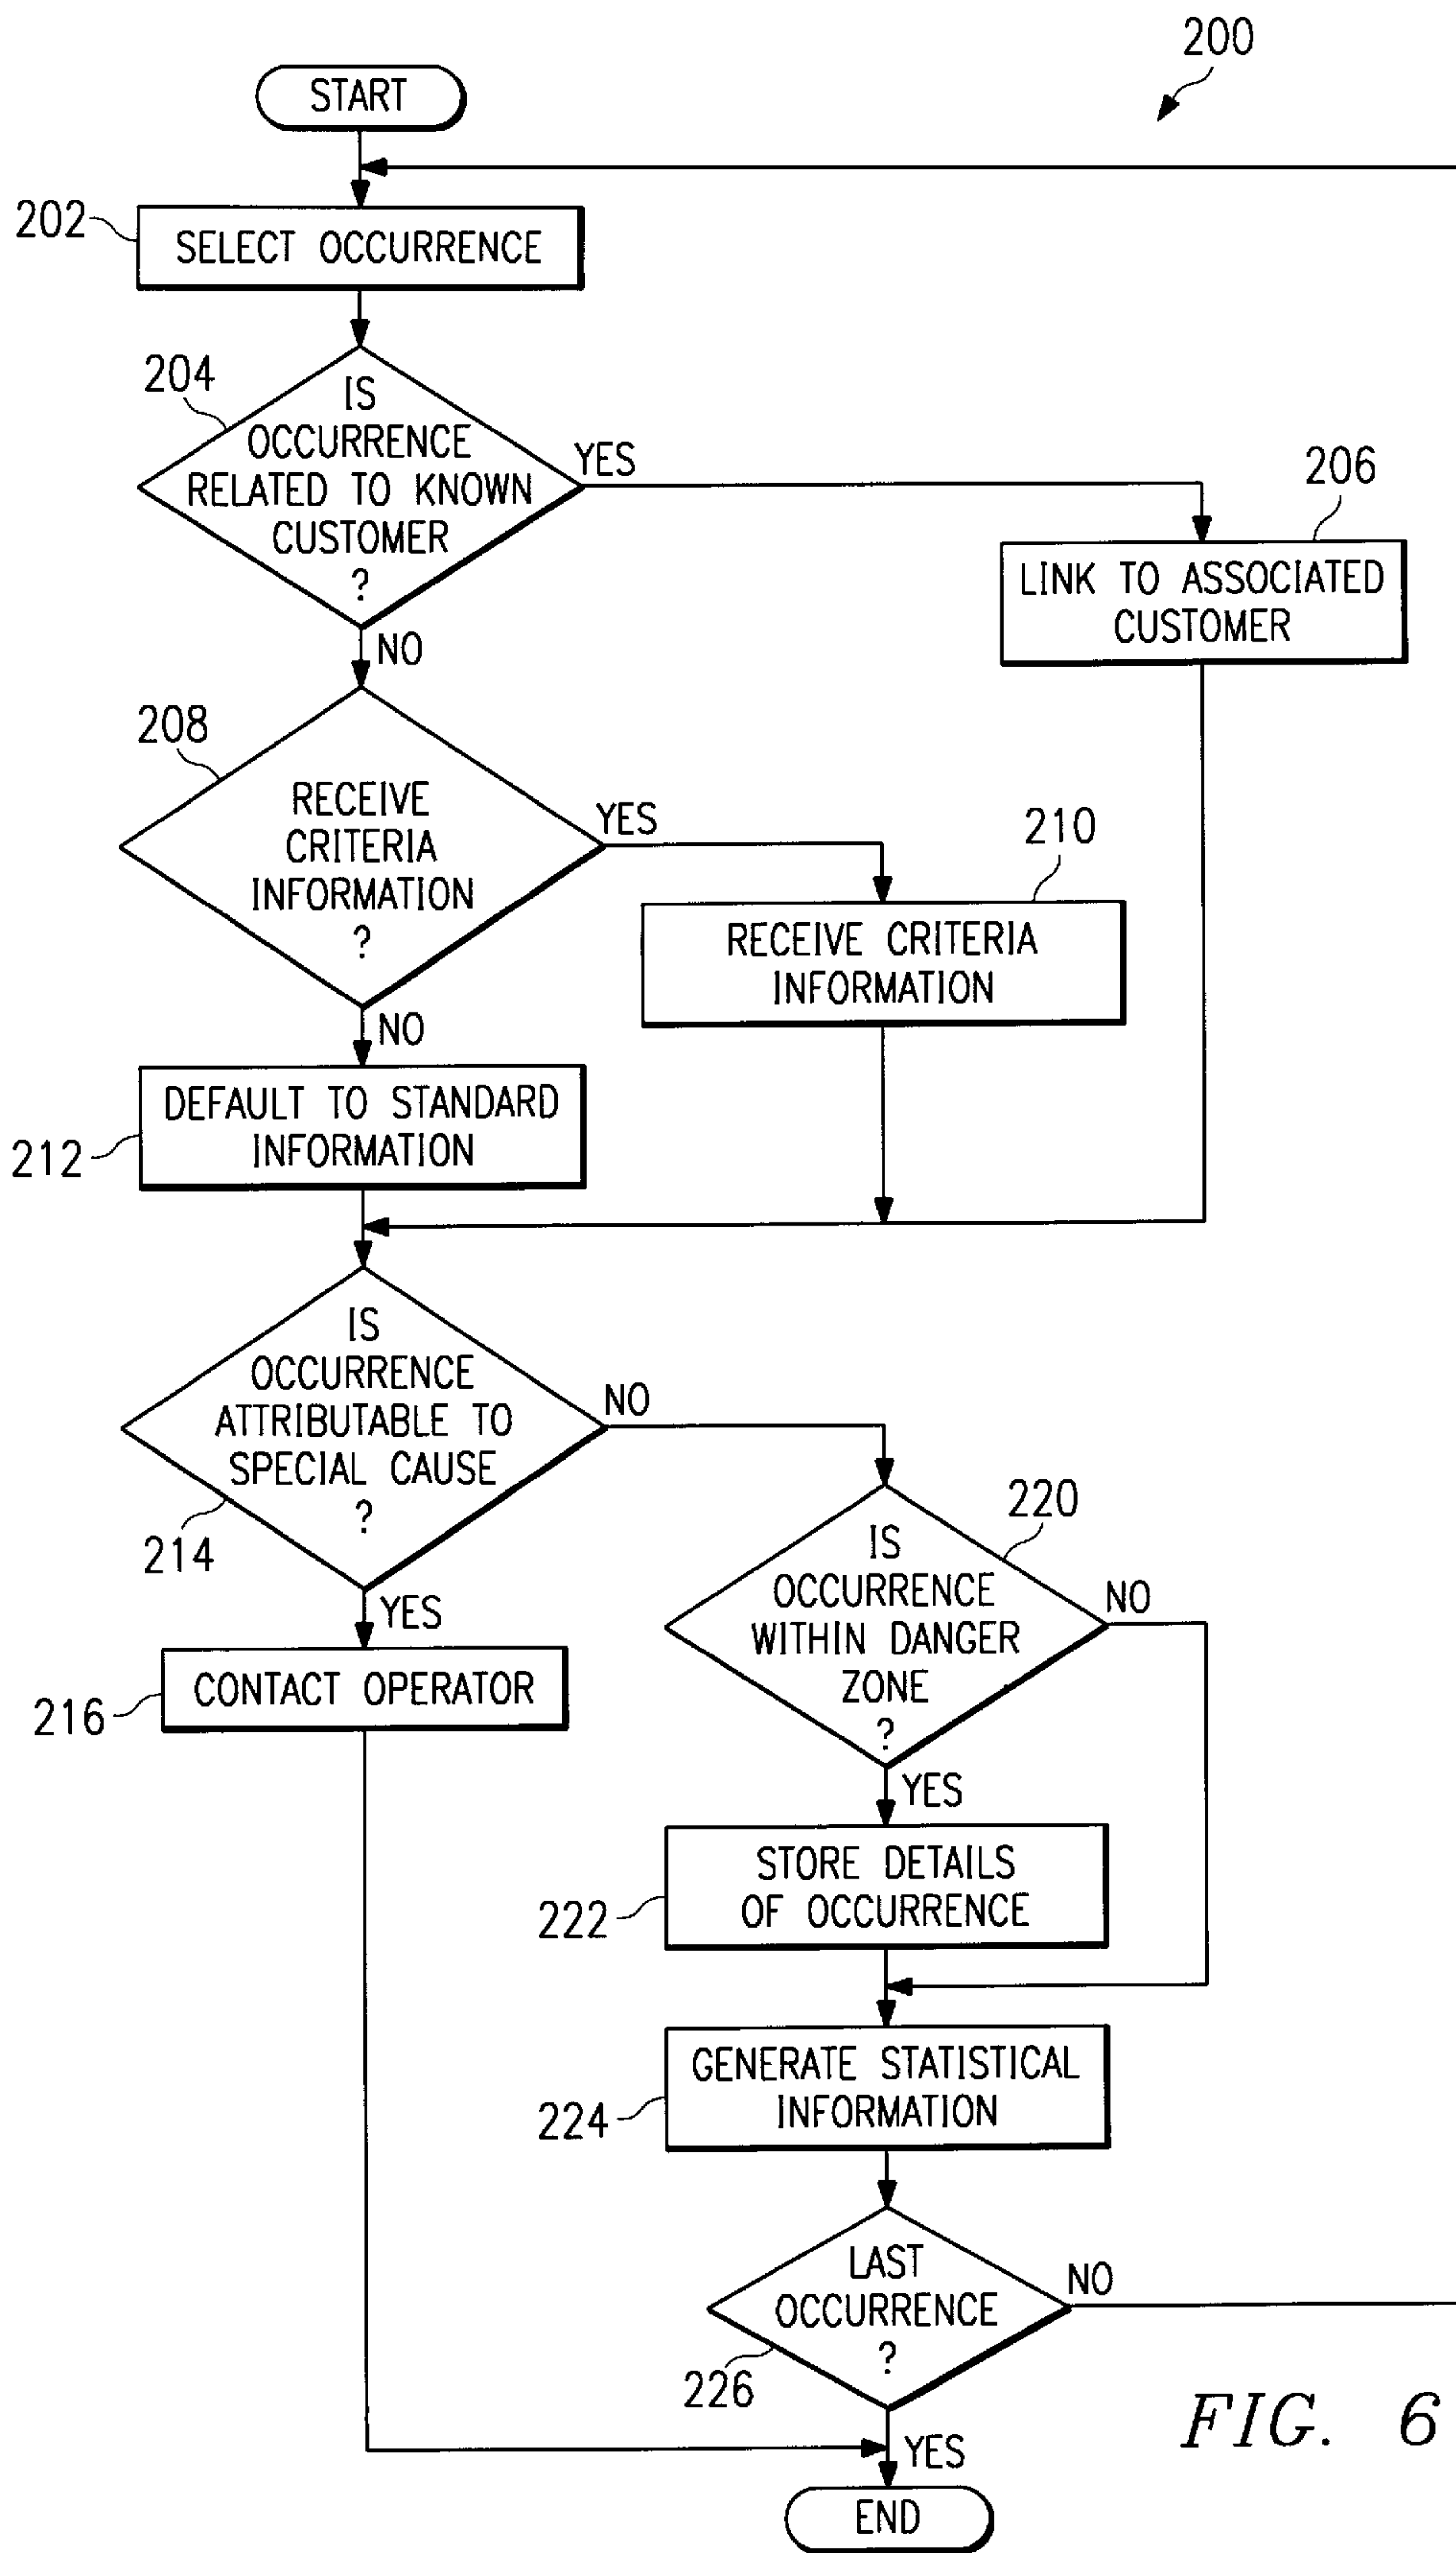 200
START
202
SELECT OCCURRENCE
204
IS
OCCURRENCE
RELATED TO KNOWN
CUSTOMER
?
YES
206
LINK TO ASSOCIATED
CUSTOMER
NO
208
RECEIVE
CRITERIA
INFORMATION
?
YES
210
RECEIVE CRITERIA
INFORMATION
NO
DEFAULT TO STANDARD
INFORMATION
212
IS
OCCURRENCE
ATTRIBUTABLE TO
SPECIAL CAUSE
?
NO
214
YES
CONTACT OPERATOR
216
220
IS
OCCURRENCE
WITHIN DANGER
ZONE
?
NO
YES
STORE DETAILS
OF OCCURRENCE
222
GENERATE STATISTICAL
INFORMATION
224
LAST
OCCURRENCE
?
NO
226
YES
END
FIG. 6